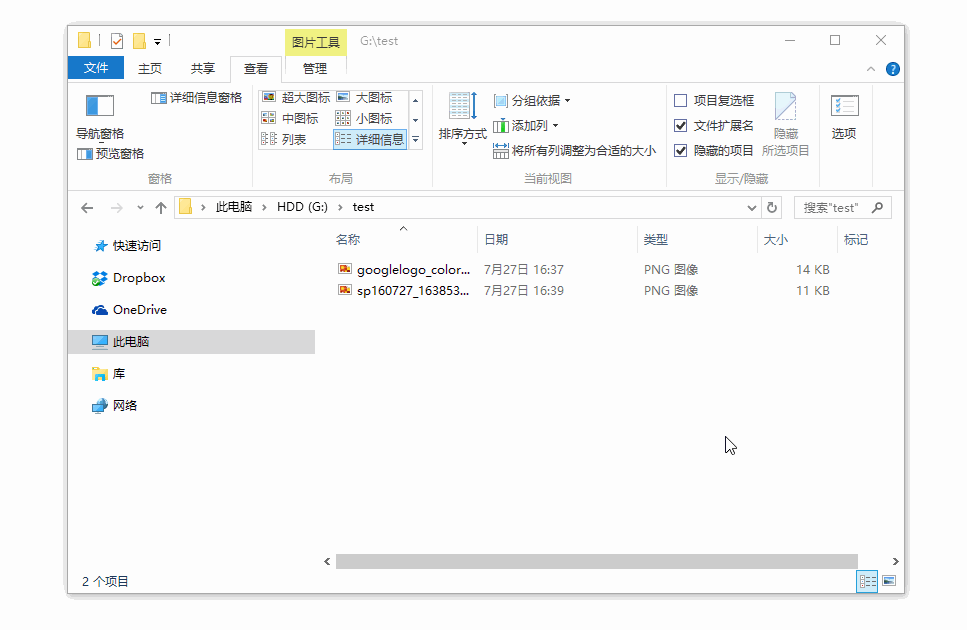 图片工具 G:\test
文件 主页 共享 查看 管理
导航窗格
预览窗格
详细信息窗格
窗格
超大图标 大图标
中图标 小图标
列表 详细信息
布局
排序方式
分组依据
添加列
将所有列调整为合适的大小
当前视图
项目复选框
文件扩展名
隐藏的项目
隐藏
所选项目
显示/隐藏
选项
此电脑 HDD (G:) test
搜索"test"
快速访问
Dropbox
OneDrive
此电脑
库
网络
名称 日期 类型 大小 标记
googlelogo_color... 7月27日 16:37 PNG 图像 14 KB
sp160727_163853... 7月27日 16:39 PNG 图像 11 KB
2 个项目